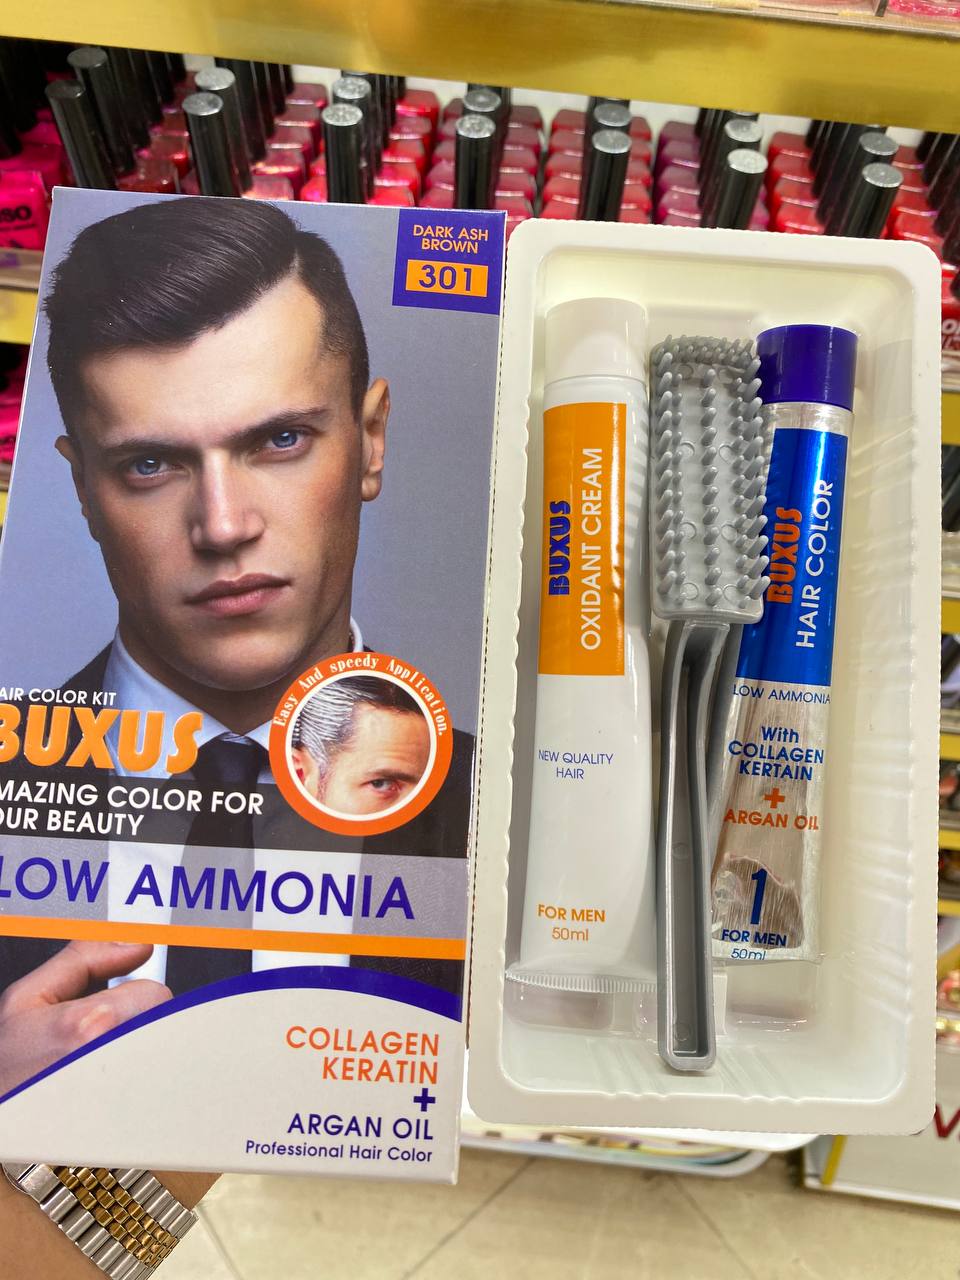 DARK ASH
BROWN
301
AIR COLOR KIT
BUXUS
MAZING COLOR FOR
OUR BEAUTY
Easy And speedy Application.
LOW AMMONIA
COLLAGEN
KERATIN
+
ARGAN OIL
Professional Hair Color
BUXUS
OXIDANT CREAM
NEW QUALITY
HAIR
FOR MEN
50ml
BUXUS
HAIR COLOR
LOW AMMONIA
With
COLLAGEN
KERTAIN
+
ARGAN OIL
1
FOR MEN
50ml